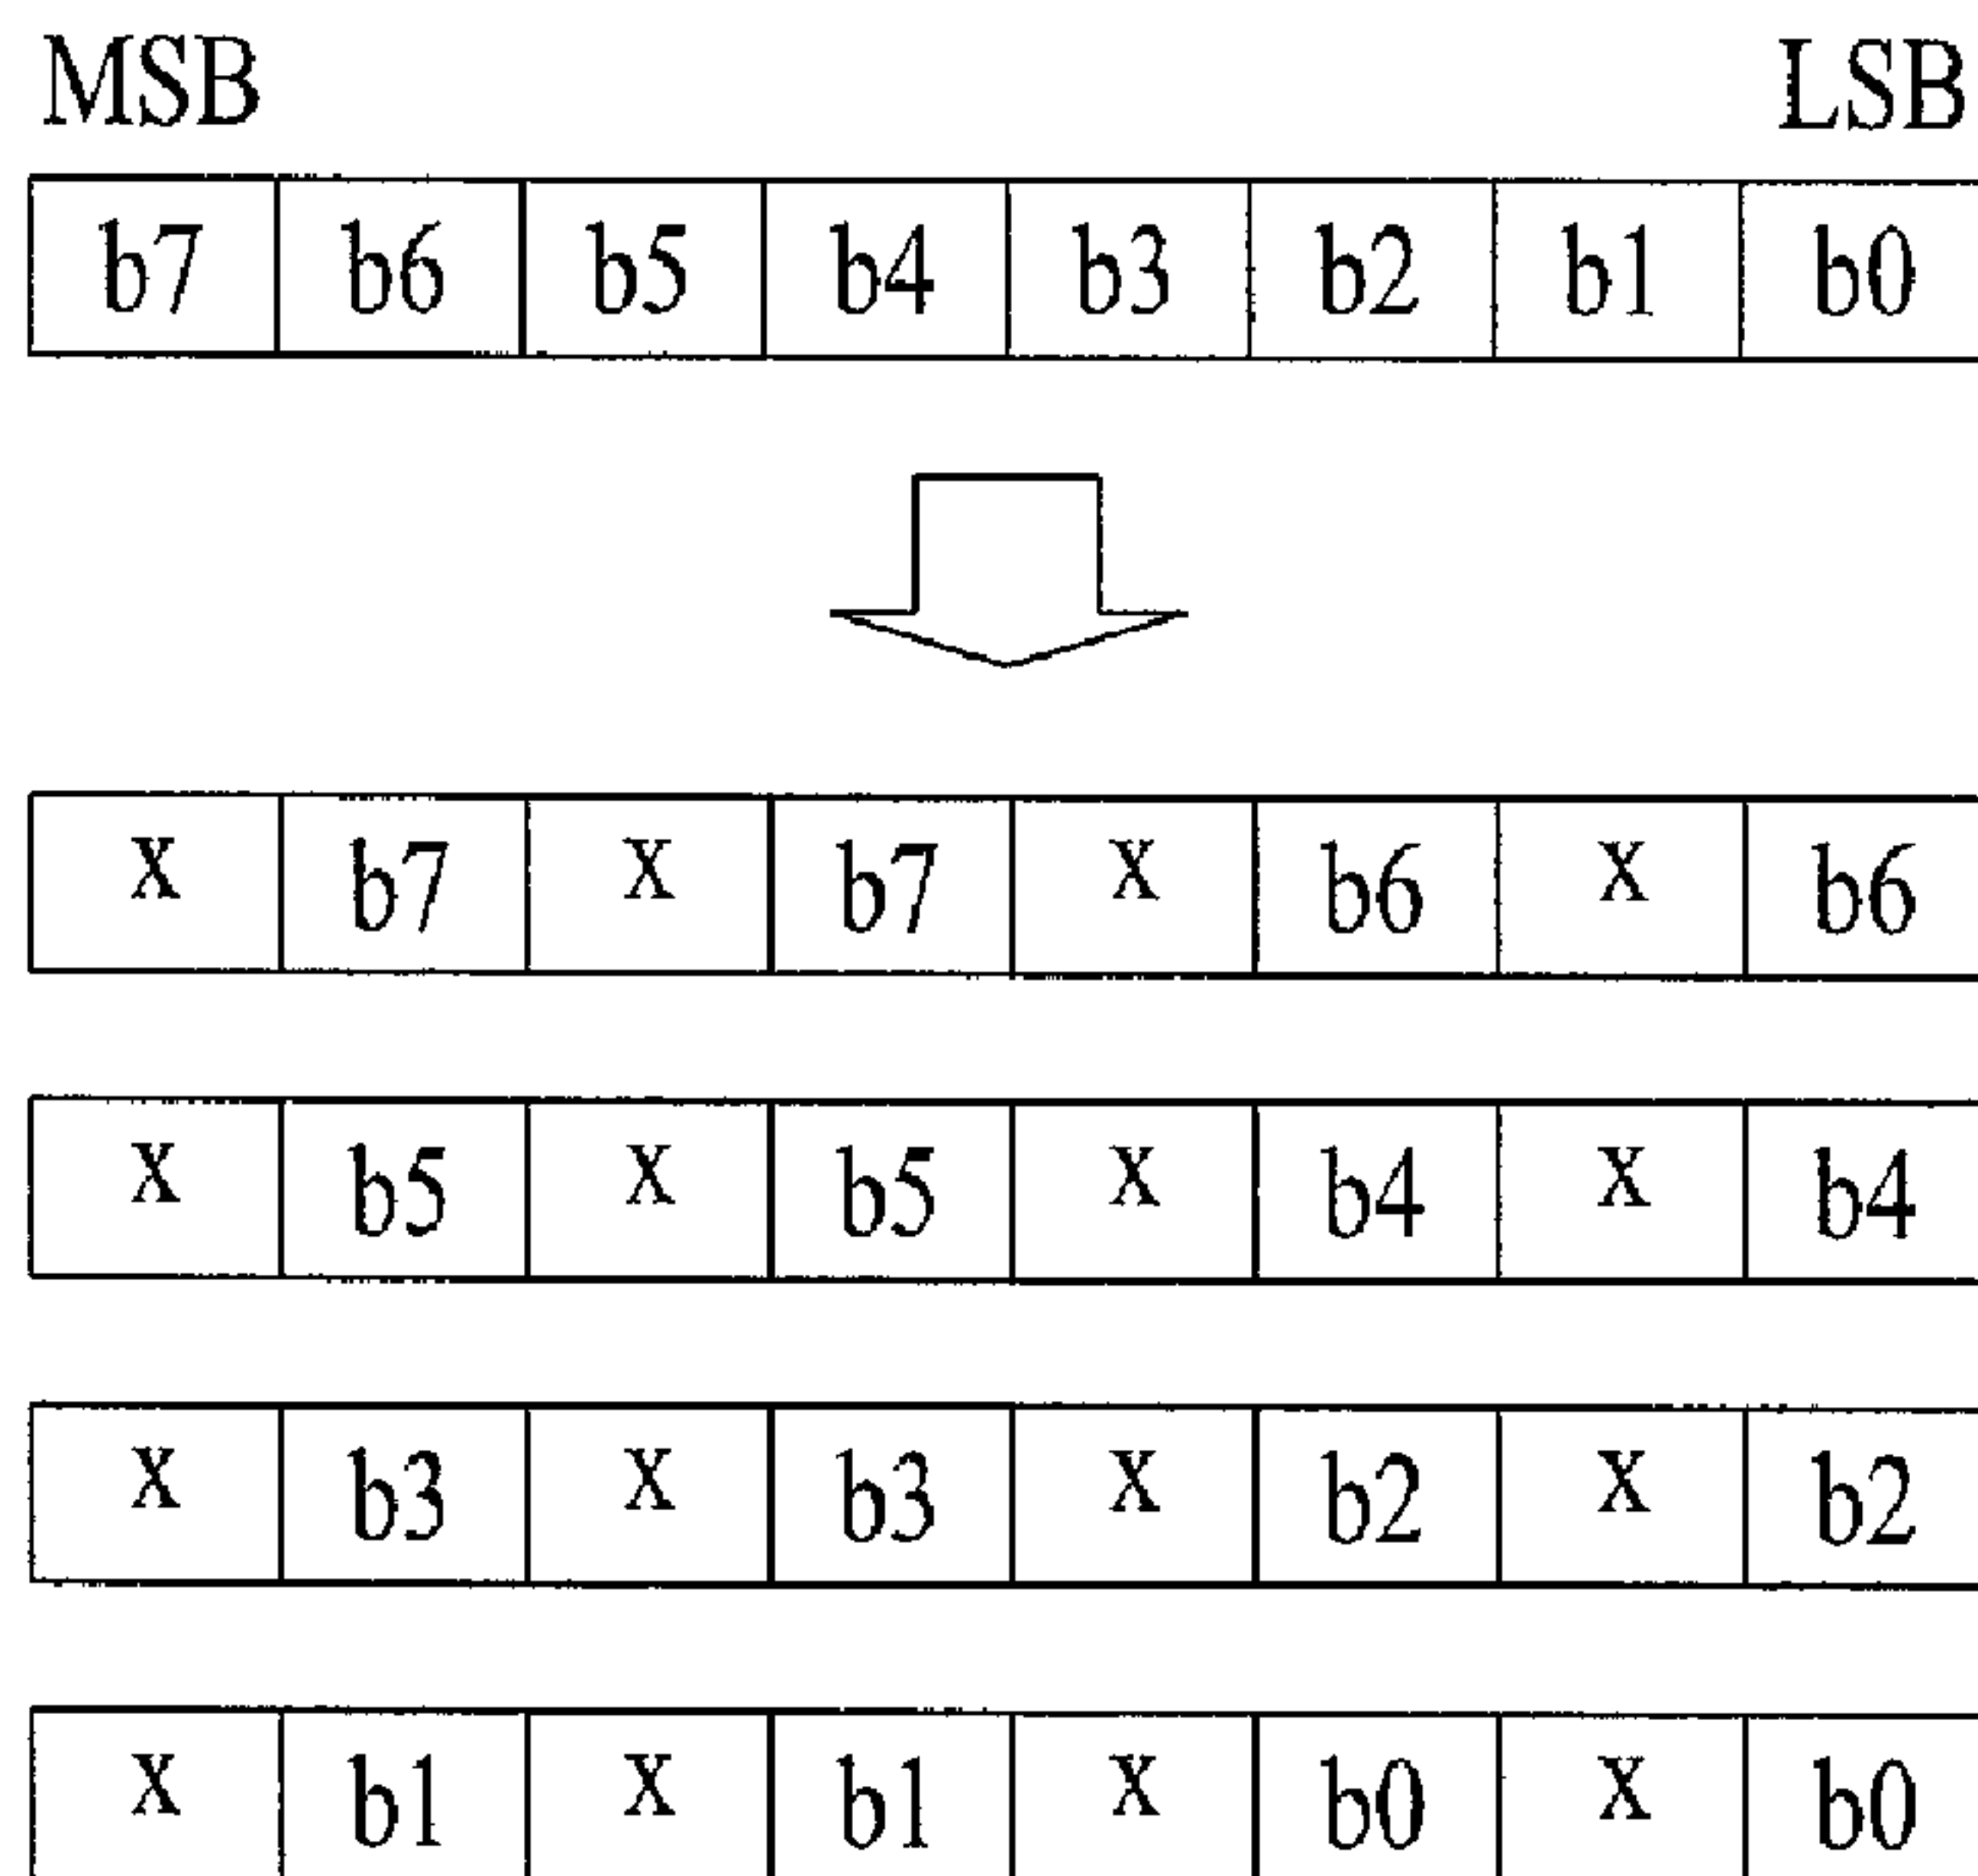 MSB LSB
b7 b6 b5 b4 b3 b2 b1 b0
X b7 X b7 X b6 X b6
X b5 X b5 X b4 X b4
X b3 X b3 X b2 X b2
X b1 X b1 X b0 X b0